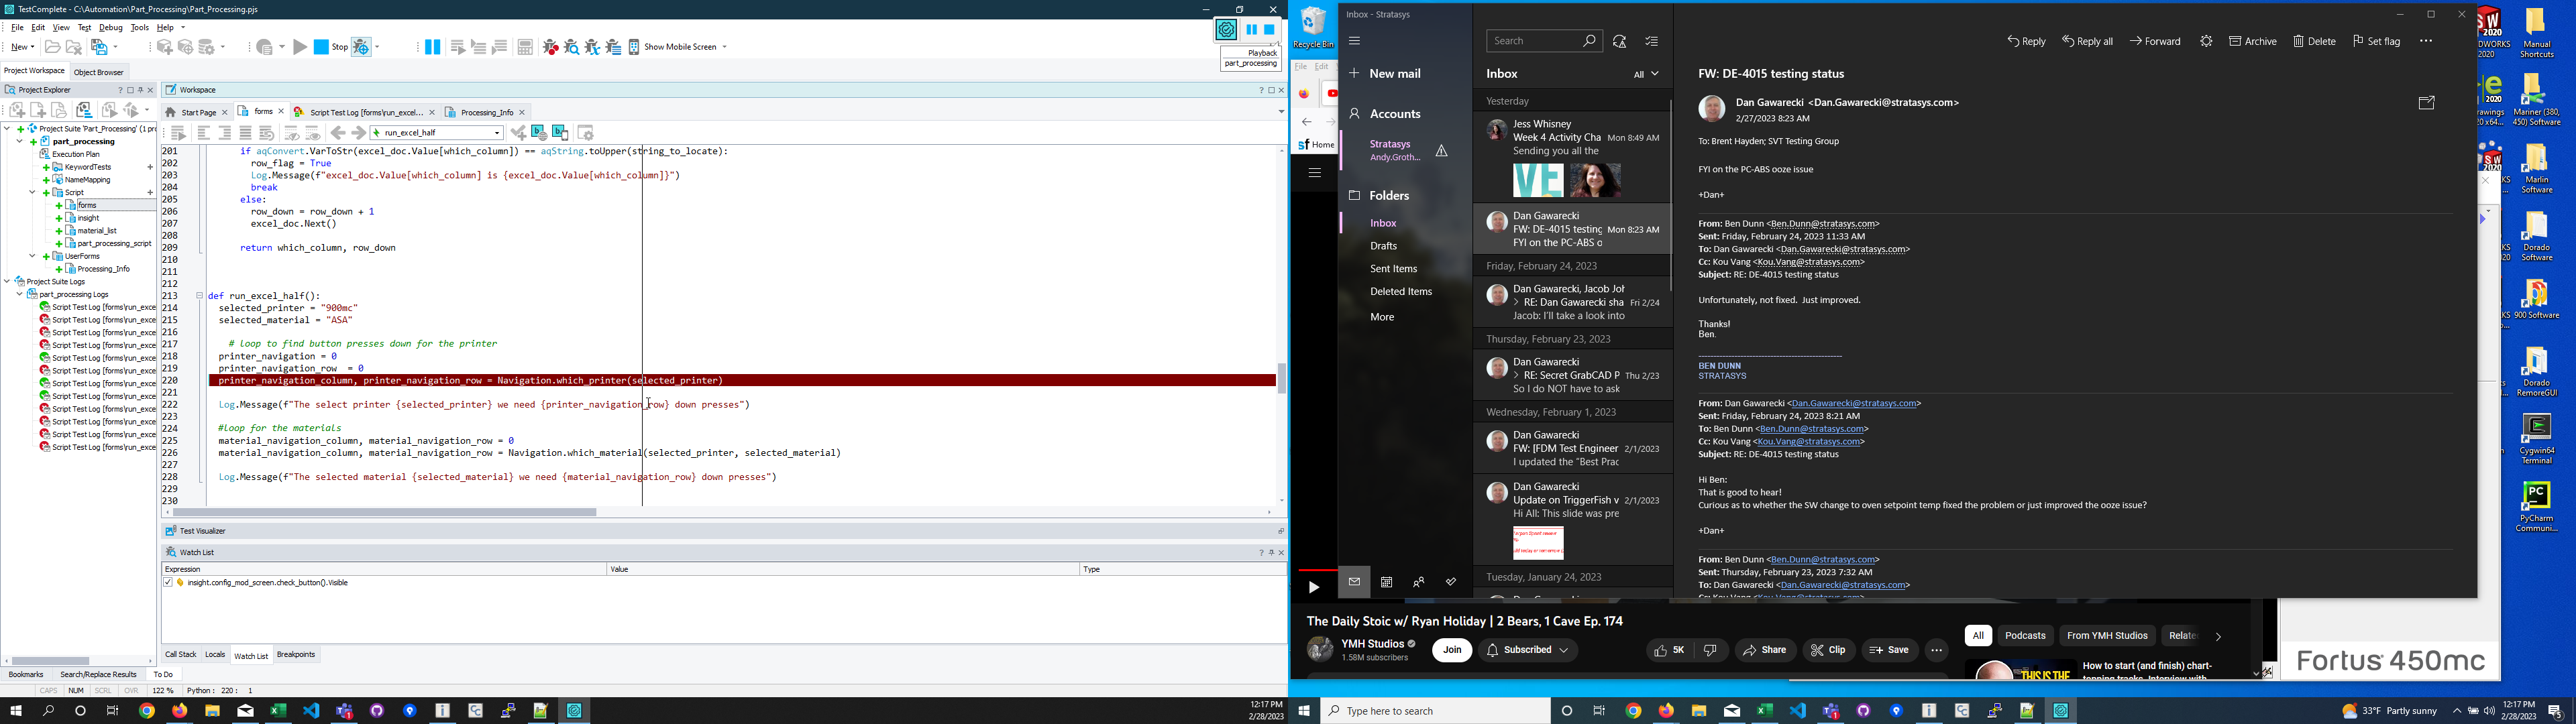 TestComplete - C:\Automation\Part_Processing\Part_Processing.pjs
File Edit View Test Debug Tools Help
New
Stop
Show Mobile Screen
Playback
part_processing
Project Workspace Object Browser
Project Explorer
Project Suite 'Part_Processing' (1 pr
part_processing
Execution Plan
KeywordTests
NameMapping
Script
forms
insight
material_list
part_processing_script
UserForms
Processing_Info
Project Suite Logs
part_processing Logs
Script Test Log [forms\run_exce
Script Test Log [forms\run_exce
Script Test Log [forms\run_exce
Script Test Log [forms\run_exce
Script Test Log [forms\run_exce
Script Test Log [forms\run_exce
Script Test Log [forms\run_exce
Script Test Log [forms\run_exce
Script Test Log [forms\run_exce
Script Test Log [forms\run_exce
Script Test Log [forms\run_exce
Script Test Log [forms\run_exce
Bookmarks Search/Replace Results To Do
Workspace
Start Page forms Script Test Log [forms\run_excel... Processing_Info
run_excel_half
201 if aqConvert.VarToStr(excel_doc.Value[which_column]) == aqString.toUpper(string_to_locate):
202 row_flag = True
203 Log.Message(f"excel_doc.Value[which_column] is {excel_doc.Value[which_column]}")
204 break
205 else:
206 row_down = row_down + 1
207 excel_doc.Next()
208
209 return which_column, row_down
210
211
212
213 def run_excel_half():
214 selected_printer = "900mc"
215 selected_material = "ASA"
216
217 # loop to find button presses down for the printer
218 printer_navigation = 0
219 printer_navigation_row = 0
220 printer_navigation_column, printer_navigation_row = Navigation.which_printer(selected_printer)
221
222 Log.Message(f"The select printer {selected_printer} we need {printer_navigation_row} down presses")
223
224 #loop for the materials
225 material_navigation_column, material_navigation_row = 0
226 material_navigation_column, material_navigation_row = Navigation.which_material(selected_printer, selected_material)
227
228 Log.Message(f"The selected material {selected_material} we need {material_navigation_row} down presses")
229
230
Test Visualizer
Watch List
Expression Value Type
insight.config_mod_screen.check_button().Visible
Call Stack Locals Watch List Breakpoints
CAPS NUM SCRL OVR 122 % Python : 220 : 1
12:17 PM
2/28/2023
Recycle Bin
File Edit
Home
Inbox - Stratasys
New mail
Accounts
Stratasys
Andy.Groth...
Folders
Inbox
Drafts
Sent Items
Deleted Items
More
Search
Inbox All
Yesterday
Jess Whisney
Week 4 Activity Cha Mon 8:49 AM
Sending you all the
VE
Dan Gawarecki
FW: DE-4015 testing Mon 8:23 AM
FYI on the PC-ABS o
Friday, February 24, 2023
Dan Gawarecki, Jacob Joh
RE: Dan Gawarecki sha Fri 2/24
Jacob: I'll take a look into
Thursday, February 23, 2023
Dan Gawarecki
RE: Secret GrabCAD P Thu 2/23
So I do NOT have to ask
Wednesday, February 1, 2023
Dan Gawarecki
FW: [FDM Test Engineer 2/1/2023
I updated the "Best Prac
Dan Gawarecki
Update on TriggerFish v 2/1/2023
Hi All: This slide was pre
Tuesday, January 24, 2023
Reply Reply all Forward Archive Delete Set flag
FW: DE-4015 testing status
Dan Gawarecki <Dan.Gawarecki@stratasys.com>
2/27/2023 8:23 AM
To: Brent Hayden; SVT Testing Group
FYI on the PC-ABS ooze issue
+Dan+
From: Ben Dunn <Ben.Dunn@stratasys.com>
Sent: Friday, February 24, 2023 11:33 AM
To: Dan Gawarecki <Dan.Gawarecki@stratasys.com>
Cc: Kou Vang <Kou.Vang@stratasys.com>
Subject: RE: DE-4015 testing status
Unfortunately, not fixed. Just improved.
Thanks!
Ben.
BEN DUNN
STRATASYS
From: Dan Gawarecki <Dan.Gawarecki@stratasys.com>
Sent: Friday, February 24, 2023 8:21 AM
To: Ben Dunn <Ben.Dunn@stratasys.com>
Cc: Kou Vang <Kou.Vang@stratasys.com>
Subject: RE: DE-4015 testing status
Hi Ben:
That is good to hear!
Curious as to whether the SW change to oven setpoint temp fixed the problem or just improved the ooze issue?
+Dan+
From: Ben Dunn <Ben.Dunn@stratasys.com>
Sent: Thursday, February 23, 2023 7:32 AM
To: Dan Gawarecki <Dan.Gawarecki@stratasys.com>
Cc: Kou Vang <Kou.Vang@stratasys.com>
The Daily Stoic w/ Ryan Holiday | 2 Bears, 1 Cave Ep. 174
YMH Studios
1.58M subscribers
Join Subscribed 5K Share Clip Save
All Podcasts From YMH Studios Relate
THIS IS THE
How to start (and finish) chart-
topping tracks. Interview with
Fortus 450mc
Manual
Shortcuts
Mariner (380,
450) Software
Marlin
Software
Dorado
Software
900 Software
Dorado
RemoreGUI
Cygwin64
Terminal
PyCharm
Communi...
Type here to search
33°F Partly sunny
12:17 PM
2/28/2023